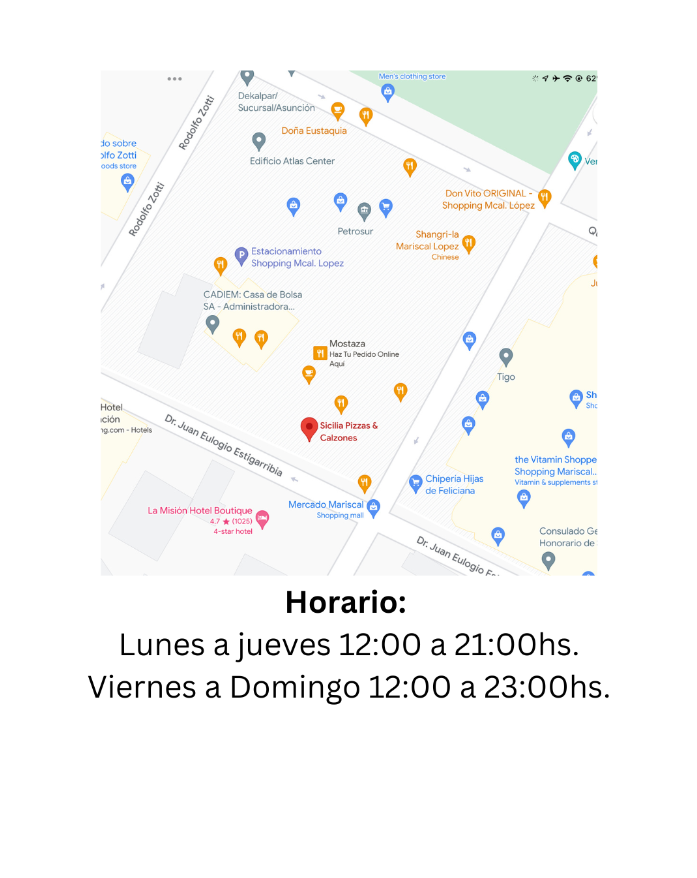 Men's clothing store
62
Dekalpar/
Sucursal/Asunción
Rodolfo Zotti
Doña Eustaquia
do sobre
olfo Zotti
oods store
Edificio Atlas Center
Ver
Rodolfo Zotti
Don Vito ORIGINAL -
Shopping Mcal. López
Petrosur
Shangri-la
Mariscal Lopez
Chinese
P
Estacionamiento
Shopping Mcal. Lopez
CADIEM: Casa de Bolsa
SA - Administradora...
Mostaza
Haz Tu Pedido Online
Aquí
Tigo
Sh
Sho
Hotel
ción
ng.com - Hotels
Sicilia Pizzas &
Calzones
Dr. Juan Eulogio Estigarribia
the Vitamin Shoppe
Shopping Mariscal...
Vitamin & supplements st
Chipería Hijas
de Feliciana
Mercado Mariscal
Shopping mall
La Misión Hotel Boutique
4.7 ★ (1025)
4-star hotel
Consulado Ge
Honorario de
Dr. Juan Eulogio Es
Horario:
Lunes a jueves 12:00 a 21:00hs.
Viernes a Domingo 12:00 a 23:00hs.